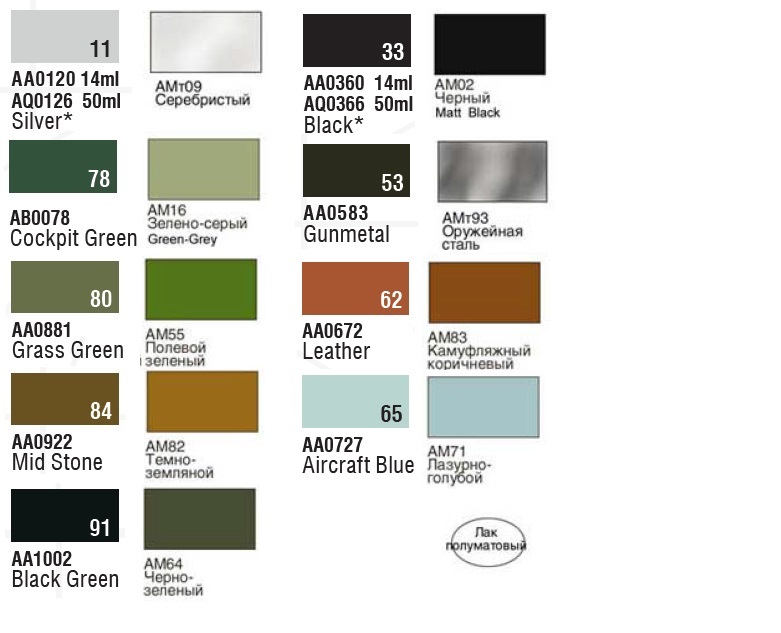 11
AA0120 14ml
AQ0126 50ml
Silver*
АМт09
Серебристый
33
AA0360 14ml
AQ0366 50ml
Black*
АМ02
Черный
Matt Black
78
AB0078
Cockpit Green
АМ16
Зелено-серый
Green-Grey
53
AA0583
Gunmetal
АМт93
Оружейная
сталь
80
AA0881
Grass Green
АМ55
Полевой
зеленый
62
AA0672
Leather
АМ83
Камуфляжный
коричневый
84
AA0922
Mid Stone
АМ82
Темно-
земляной
65
AA0727
Aircraft Blue
АМ71
Лазурно-
голубой
91
AA1002
Black Green
АМ64
Черно-
зеленый
Лак
полуматовый